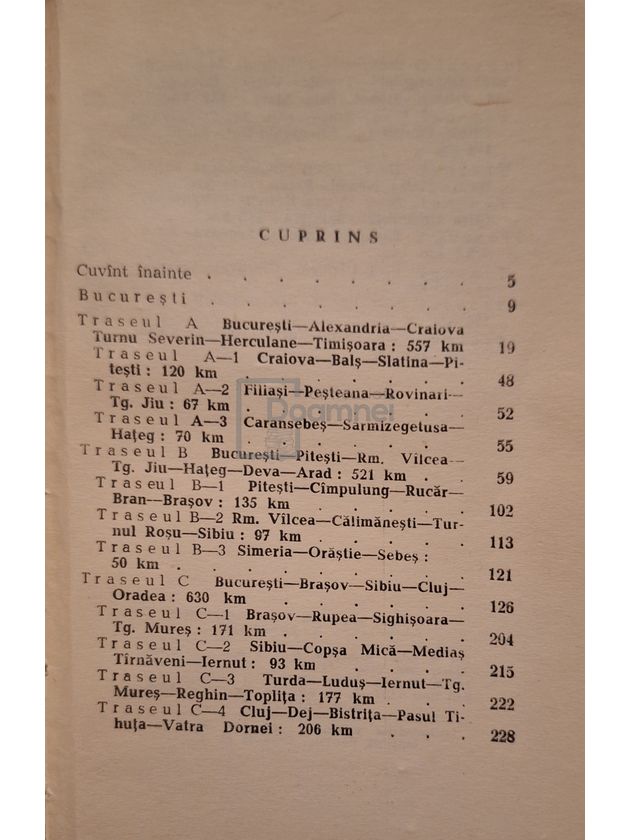 CUPRINS
Cuvînt înainte . . . . . . . 5
București . . . . . . . 9
Traseul A București—Alexandria—Craiova
Turnu Severin—Herculane—Timișoara : 557 km 19
Traseul A—1 Craiova—Balș—Slatina—Pi-
tești : 120 km . . . . . . . 48
Traseul A—2 Filiași—Peșteana—Rovinari—
Tg. Jiu : 67 km . . . . . . . 52
Traseul A—3 Caransebeș—Sarmizegetusa—
Hațeg : 70 km . . . . . . . 55
Traseul B București—Pitești—Rm. Vîlcea—
Tg. Jiu—Hațeg—Deva—Arad : 521 km . . 59
Traseul B—1 Pitești—Cîmpulung—Rucăr—
Bran—Brașov : 135 km . . . . . 102
Traseul B—2 Rm. Vîlcea—Călimănești—Tur-
nul Roșu—Sibiu : 97 km . . . . . 113
Traseul B—3 Simeria—Orăștie—Sebeș :
50 km . . . . . . . . 121
Traseul C București—Brașov—Sibiu—Cluj—
Oradea : 630 km . . . . . . 126
Traseul C—1 Brașov—Rupea—Sighișoara—
Tg. Mureș : 171 km . . . . . . 204
Traseul C—2 Sibiu—Copșa Mică—Mediaș
Tîrnăveni—Iernut : 93 km . . . . 215
Traseul C—3 Turda—Luduș—Iernut—Tg.
Mureș—Reghin—Toplița : 177 km . . . 222
Traseul C—4 Cluj—Dej—Bistrița—Pasul Ti-
huța—Vatra Dornei : 206 km . . . 228